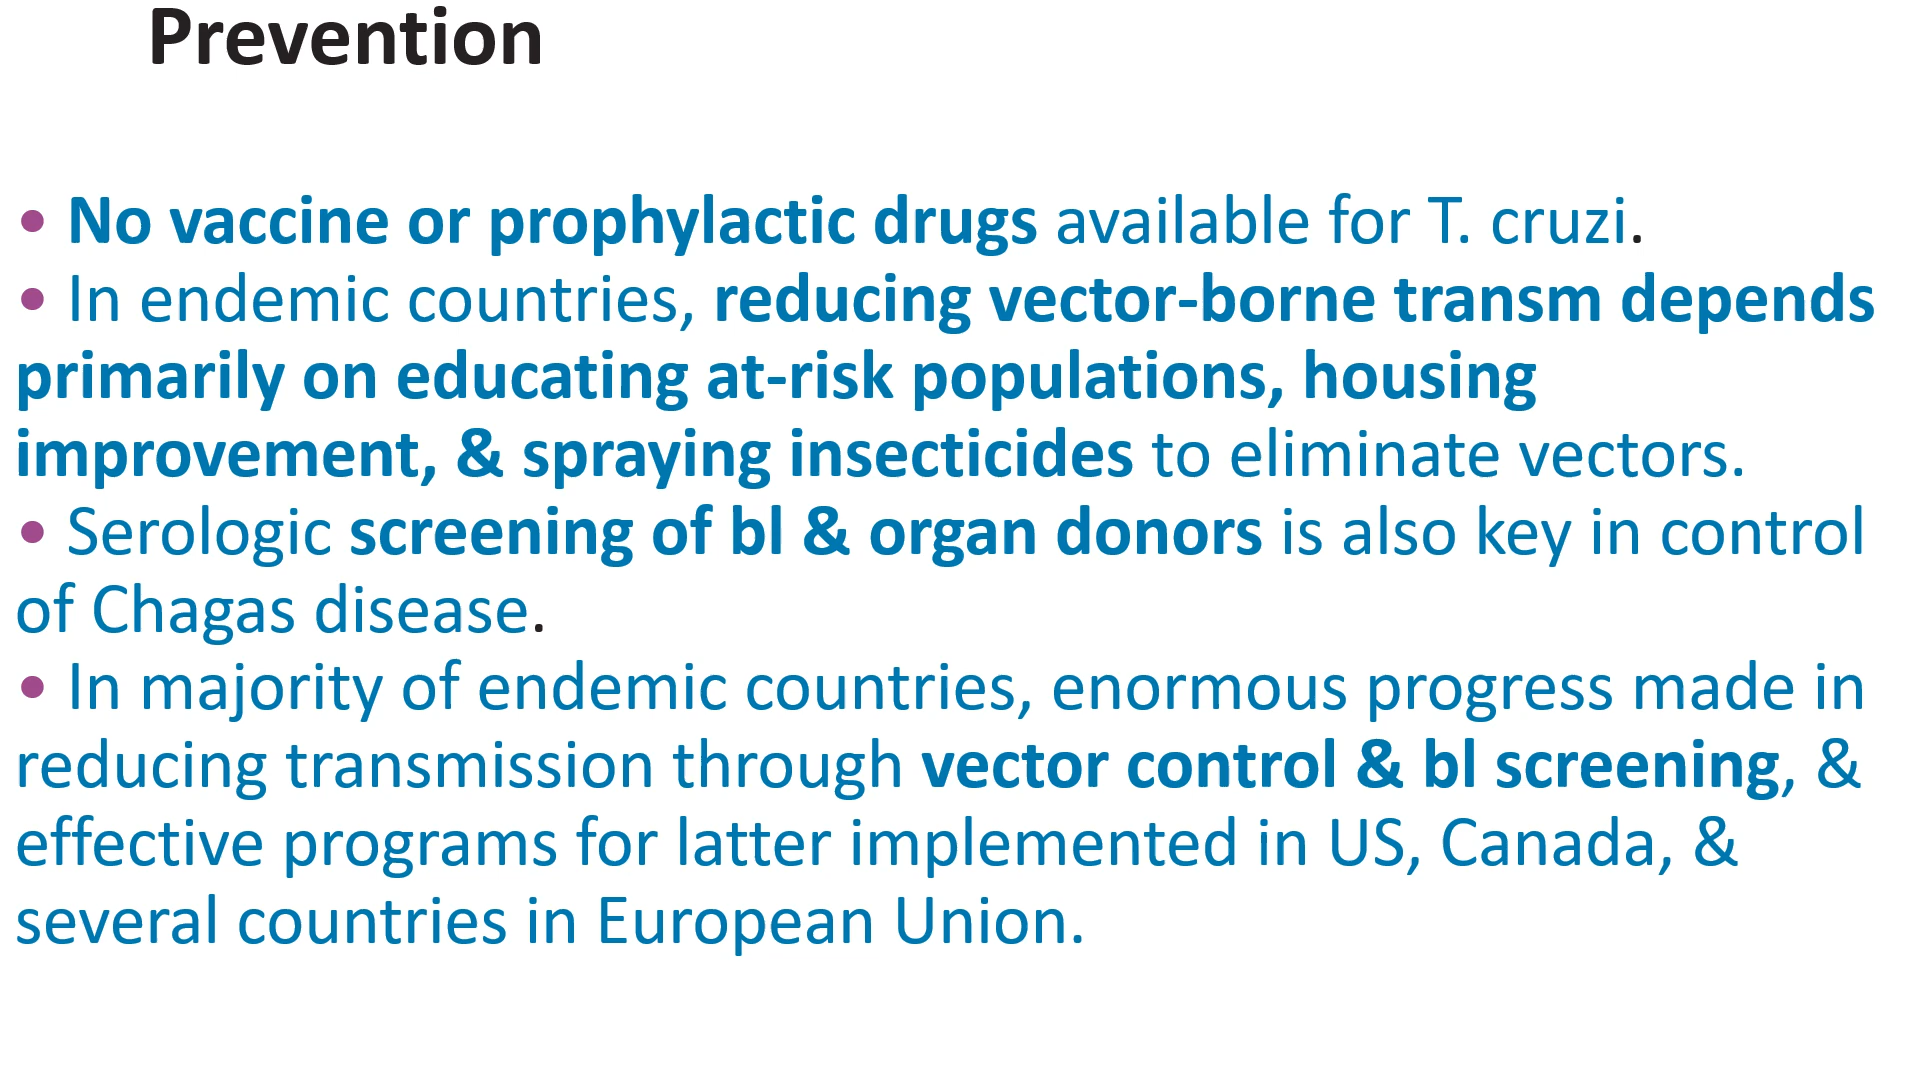 Prevention
• No vaccine or prophylactic drugs available for T. cruzi.
• In endemic countries, reducing vector-borne transm depends
primarily on educating at-risk populations, housing
improvement, & spraying insecticides to eliminate vectors.
• Serologic screening of bl & organ donors is also key in control
of Chagas disease.
• In majority of endemic countries, enormous progress made in
reducing transmission through vector control & bl screening, &
effective programs for latter implemented in US, Canada, &
several countries in European Union.